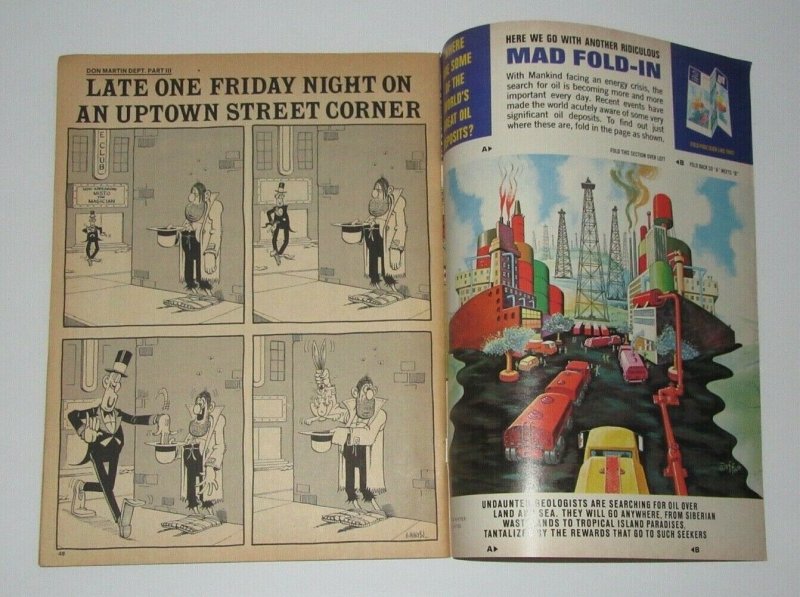 DON MARTIN DEPT. PART III
LATE ONE FRIDAY NIGHT ON
AN UPTOWN STREET CORNER
E
CLUB
NOW APPEARING
MISTO
THE
MAGICIAN
48
WHERE
SOME
OF THE
WORLD'S
GREAT OIL
DEPOSITS?
HERE WE GO WITH ANOTHER RIDICULOUS
MAD FOLD-IN
With Mankind facing an energy crisis, the
search for oil is becoming more and more
important every day. Recent events have
made the world acutely aware of some very
significant oil deposits. To find out just
where these are, fold in the page as shown.
A▶
FOLD THIS SECTION OVER LEFT
◀B
FOLD BACK SO "A" MEETS "B"
UNDAUNTED GEOLOGISTS ARE SEARCHING FOR OIL OVER
LAND AND SEA. THEY WILL GO ANYWHERE, FROM SIBERIAN
WASTELANDS TO TROPICAL ISLAND PARADISES,
TANTALIZED BY THE REWARDS THAT GO TO SUCH SEEKERS
A▶
◀B